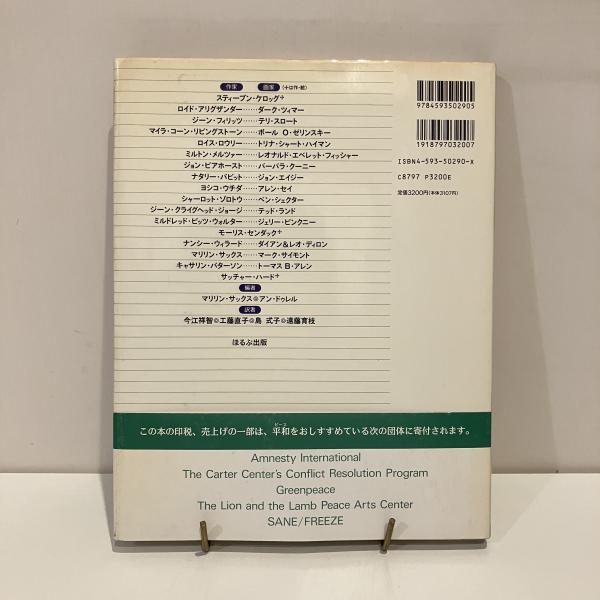 作家 画家 (+は作・絵)
スティーブン・ケロッグ+
ロイド・アリグザンダー……ダーク・ツィマー
ジーン・フィリッツ……テリ・スロート
マイラ・コーン・リビングストーン……ポール O・ゼリンスキー
ロイス・ロウリー……トリナ・シャート・ハイマン
ミルトン・メルツァー……レオナルド・エベレット・フィッシャー
ジョン・ビアホースト……バーバラ・クーニー
ナタリー・バビット……ジョン・エイジー
ヨシコ・ウチダ……アレン・セイ
シャーロット・ゾロトウ……ベン・シェクター
ジーン・クライグヘッド・ジョージ……テッド・ランド
ミルドレッド・ピッツ・ウォルター……ジェリー・ピンクニー
モーリス・センダック+
ナンシー・ウィラード……ダイアン&レオ・ディロン
マリリン・サックス……マーク・サイモント
キャサリン・パターソン……トーマス B・アレン
サッチャー・ハード+
編者
マリリン・サックス◎アン・ドゥレル
訳者
今江祥智◎工藤直子◎島 式子◎遠藤育枝
ほるぷ出版
9784593502905
1918797032007
ISBN4-593-50290-X
C8797 P3200E
定価3200円(本体3107円)
この本の印税、売上げの一部は、平和をおしすすめている次の団体に寄付されます。
ピース
Amnesty International
The Carter Center's Conflict Resolution Program
Greenpeace
The Lion and the Lamb Peace Arts Center
SANE/FREEZE